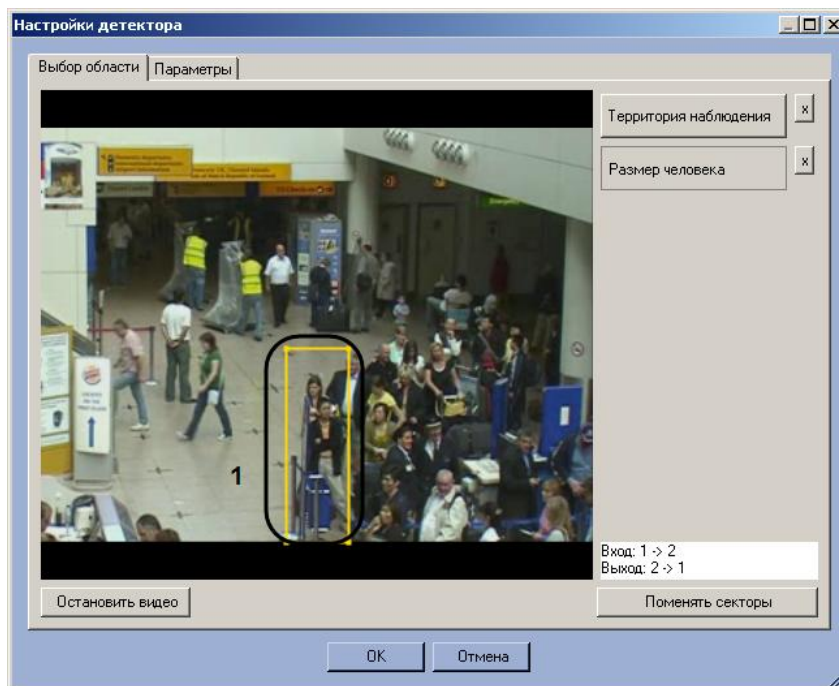 Настройки детектора
Выбор области
Параметры
Территория наблюдения
x
Размер человека
x
1
Вход: 1 -> 2
Выход: 2 -> 1
Остановить видео
Поменять секторы
OK
Отмена